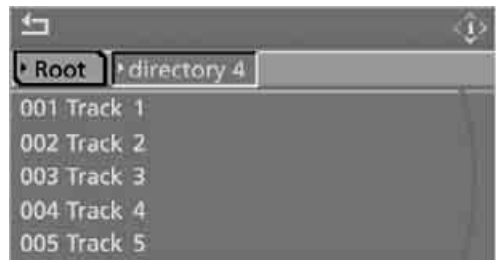 Root directory 4
001 Track 1
002 Track 2
003 Track 3
004 Track 4
005 Track 5